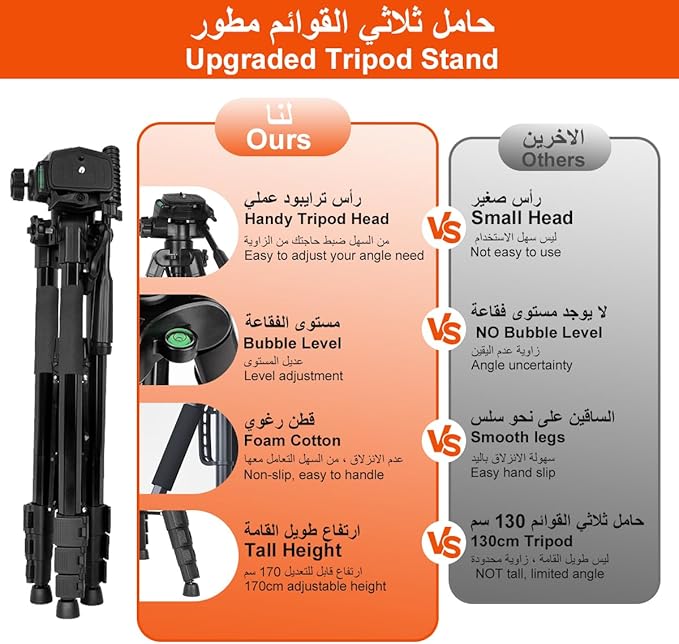 حامل ثلاثي القوائم مطور
Upgraded Tripod Stand
لنا
Ours
رأس ترايبود عملي
Handy Tripod Head
من السهل ضبط حاجتك من الزاوية
Easy to adjust your angle need
مستوى الفقاعة
Bubble Level
عديل المستوى
Level adjustment
قطن رغوي
Foam Cotton
عدم الانزلاق ، من السهل التعامل معها
Non-slip, easy to handle
ارتفاع طويل القامة
Tall Height
ارتفاع قابل للتعديل 170 سم
170cm adjustable height
VS
VS
VS
VS
الاخرين
Others
رأس صغير
Small Head
ليس سهل الاستخدام
Not easy to use
لا يوجد مستوى فقاعة
NO Bubble Level
زاوية عدم اليقين
Angle uncertainty
الساقين على نحو سلس
Smooth legs
سهولة الانزلاق باليد
Easy hand slip
حامل ثلاثي القوائم 130 سم
130cm Tripod
ليس طويل القامة ، زاوية محدودة
NOT tall, limited angle